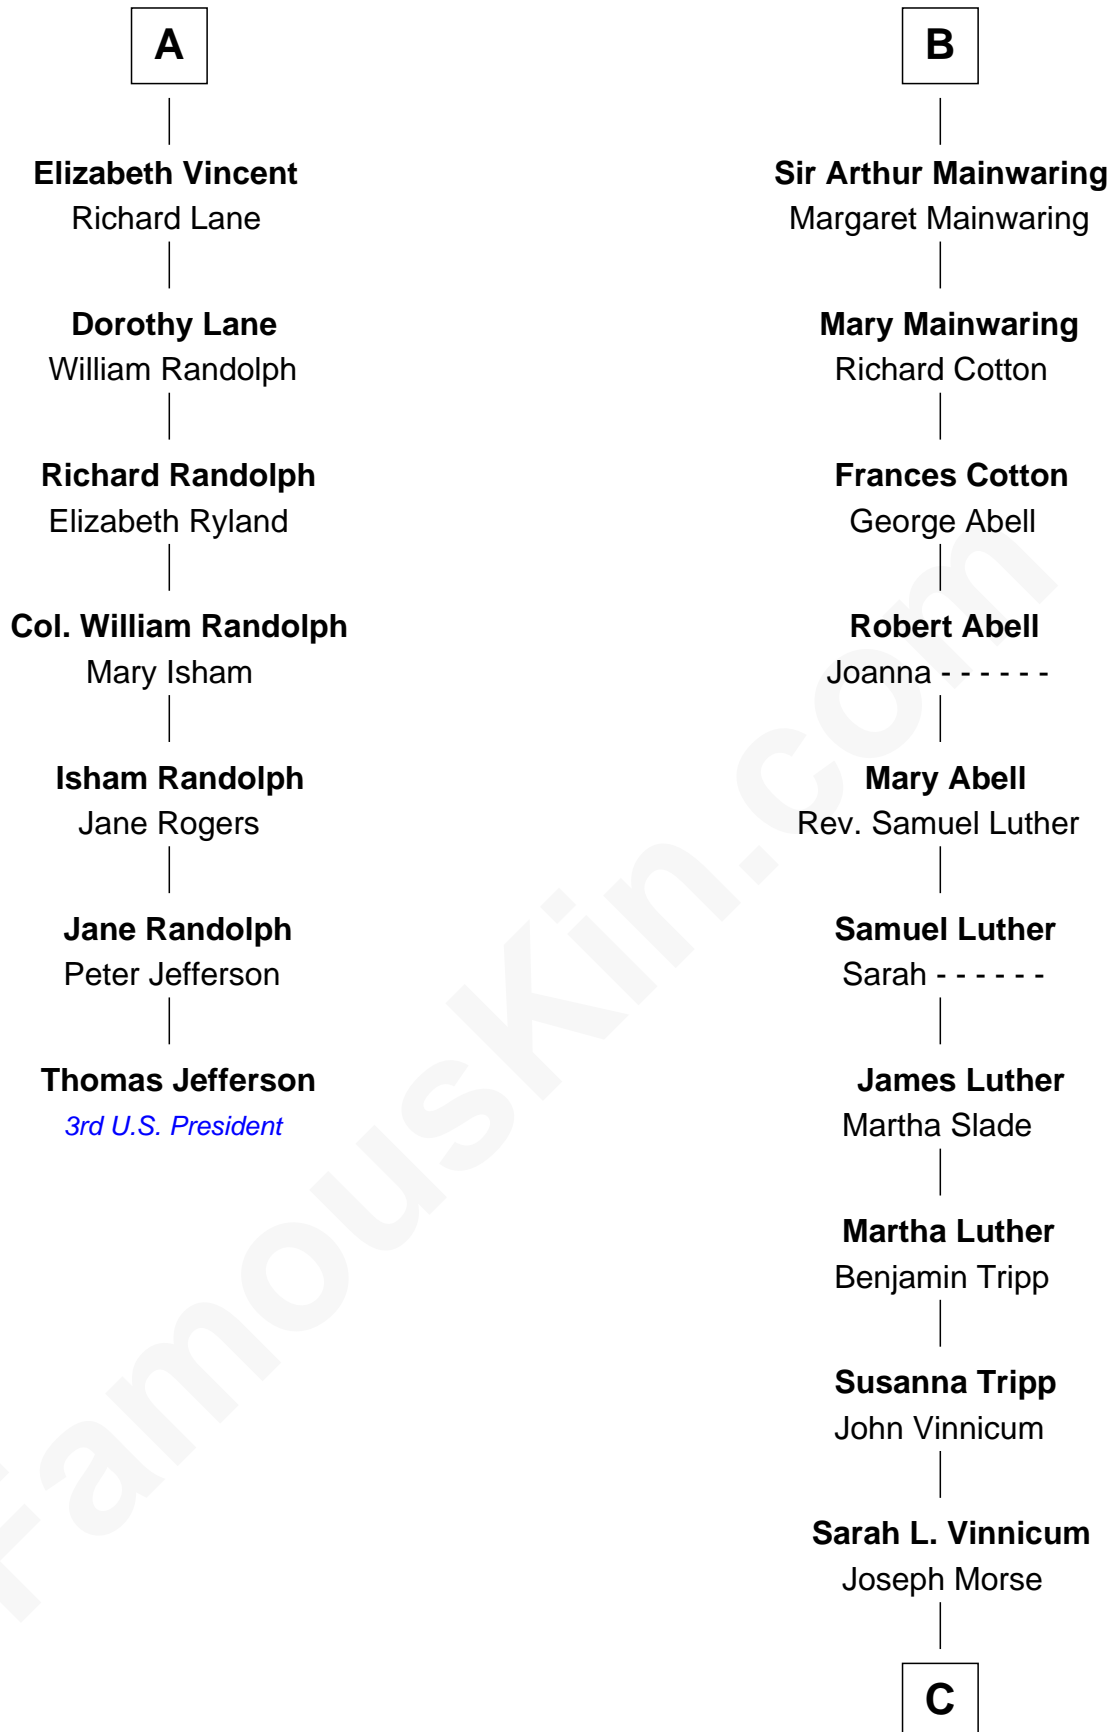 A
Elizabeth Vincent
Richard Lane
Dorothy Lane
William Randolph
Richard Randolph
Elizabeth Ryland
Col. William Randolph
Mary Isham
Isham Randolph
Jane Rogers
Jane Randolph
Peter Jefferson
Thomas Jefferson
3rd U.S. President
B
Sir Arthur Mainwaring
Margaret Mainwaring
Mary Mainwaring
Richard Cotton
Frances Cotton
George Abell
Robert Abell
Joanna - - - - - -
Mary Abell
Rev. Samuel Luther
Samuel Luther
Sarah - - - - - -
James Luther
Martha Slade
Martha Luther
Benjamin Tripp
Susanna Tripp
John Vinnicum
Sarah L. Vinnicum
Joseph Morse
C
FamousKin.com